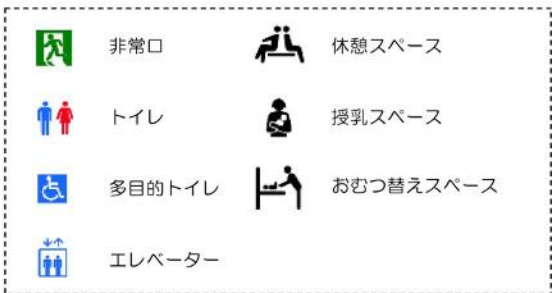 非常口
休憩スペース
トイレ
授乳スペース
多目的トイレ
おむつ替えスペース
エレベーター